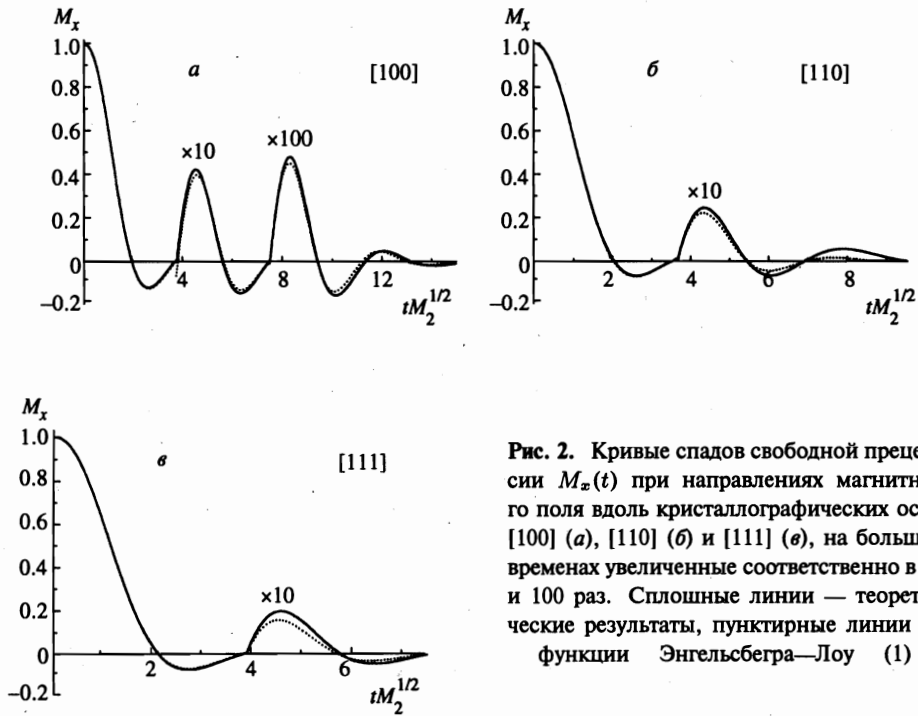 M_x
1.0
a
[100]
0.8
0.6
×10
×100
0.4
0.2
0
4
8
12
−0.2
tM_2^{1/2}
M_x
1.0
б
[110]
0.8
0.6
0.4
×10
0.2
0
2
4
6
8
−0.2
tM_2^{1/2}
M_x
1.0
в
[111]
0.8
0.6
0.4
×10
0.2
0
2
4
6
−0.2
tM_2^{1/2}
Рис. 2. Кривые спадов свободной прецес
сии M_x(t) при направлениях магнитн
го поля вдоль кристаллографических ос
[100] (а), [110] (б) и [111] (в), на больш
временах увеличенные соответственно в
и 100 раз. Сплошные линии — теорет
ческие результаты, пунктирные линии
функции Энгельсбегра—Лоу (1)